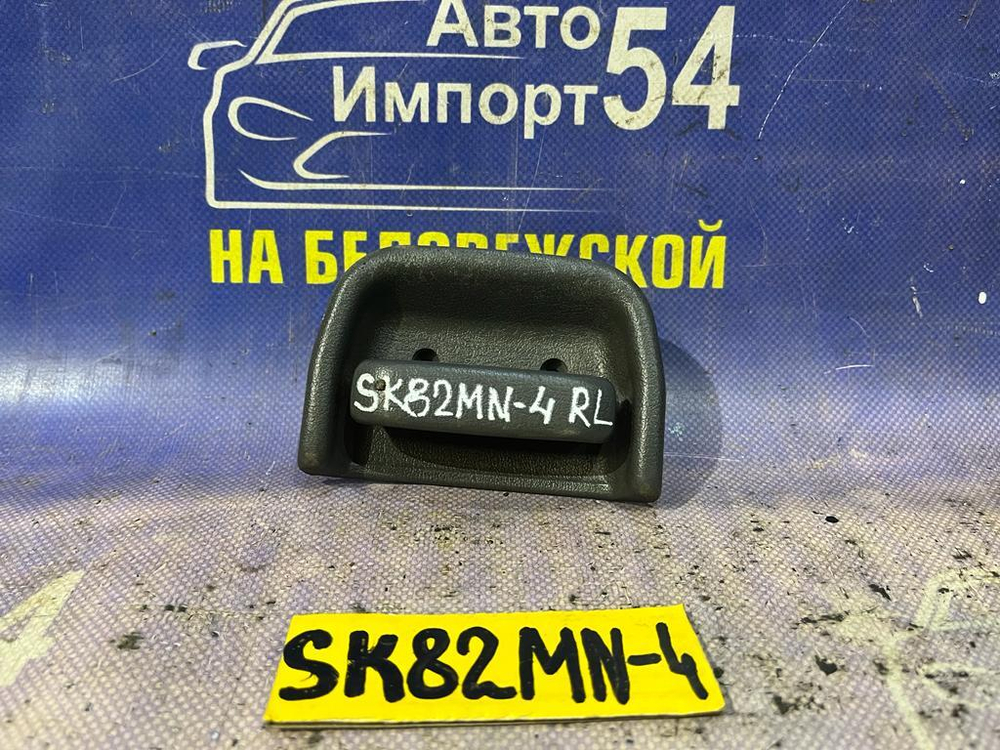 Авто
Импорт54
НА БЕЛОВЕЖСКОЙ
SK82MN-4 RL
SK82MN-4